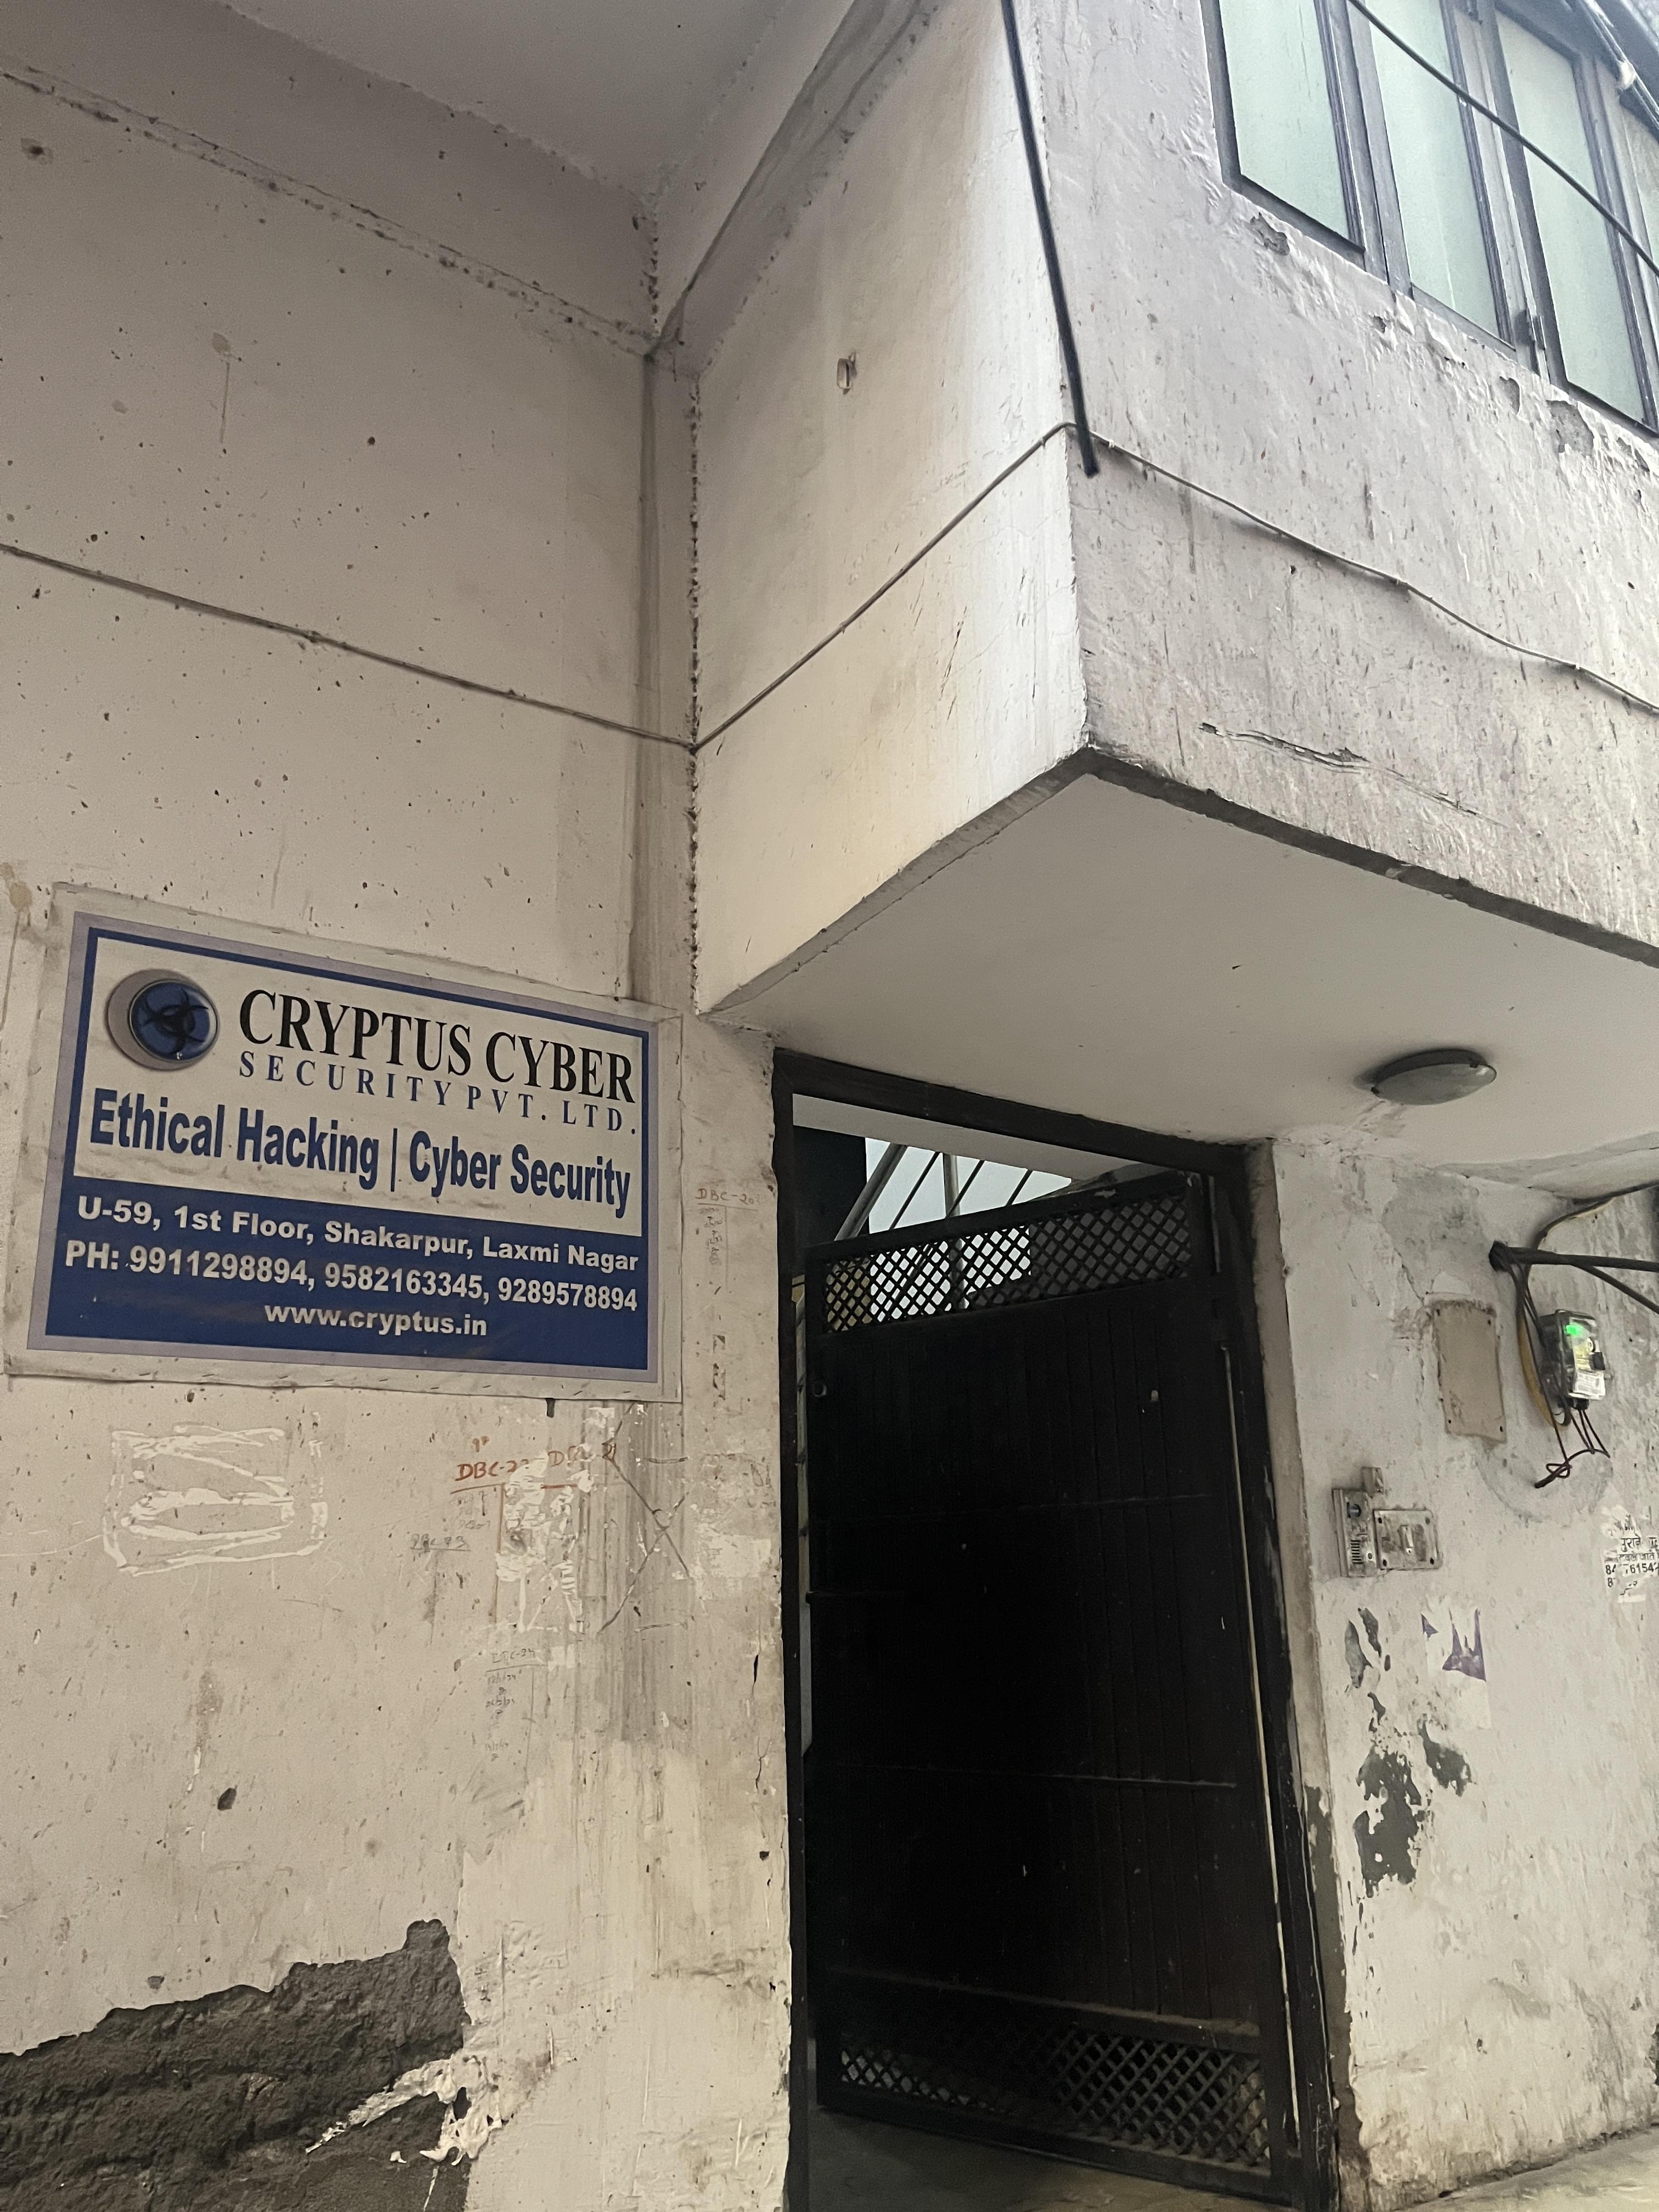 CRYPTUS CYBER
SECURITY PVT. LTD.
Ethical Hacking | Cyber Security
U-59, 1st Floor, Shakarpur, Laxmi Nagar
PH: 9911298894, 9582163345, 9289578894
www.cryptus.in
पुराने